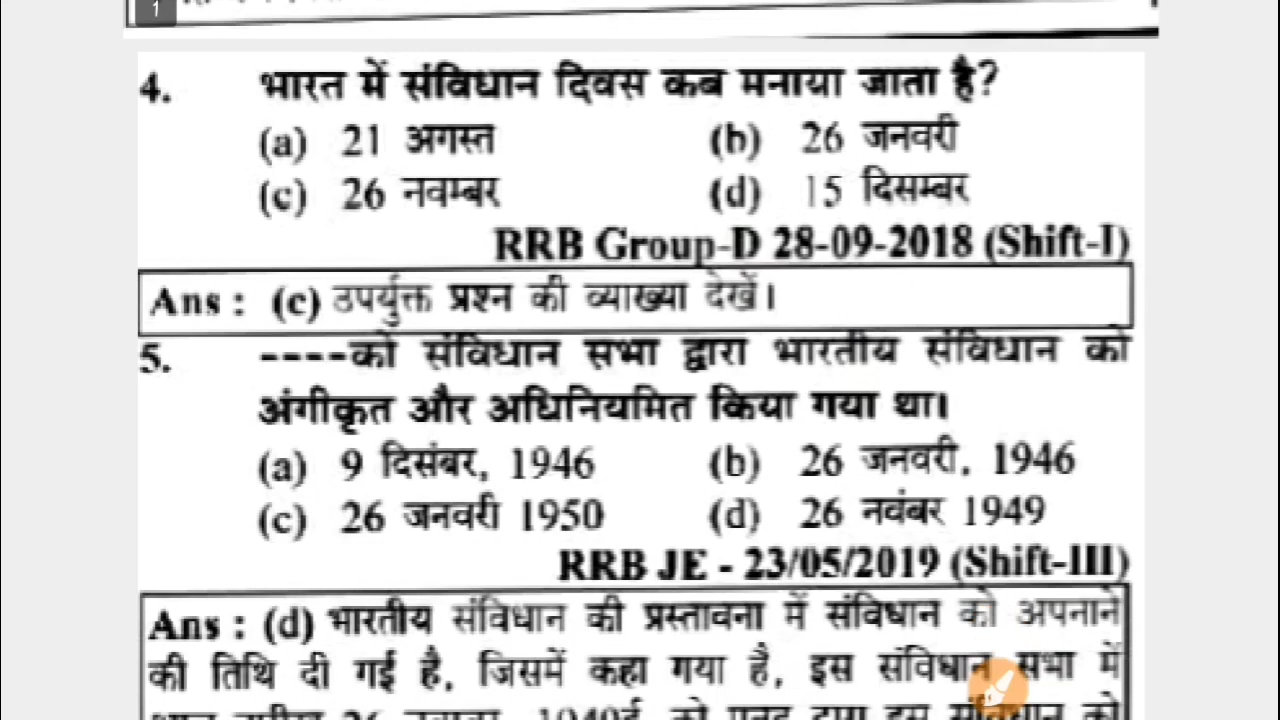 1
4. भारत में संविधान दिवस कब मनाया जाता है?
(a) 21 अगस्त (b) 26 जनवरी
(c) 26 नवम्बर (d) 15 दिसम्बर
RRB Group-D 28-09-2018 (Shift-I)
Ans : (c) उपर्युक्त प्रश्न की व्याख्या देखें।
5. ----को संविधान सभा द्वारा भारतीय संविधान को
अंगीकृत और अधिनियमित किया गया था।
(a) 9 दिसंबर, 1946 (b) 26 जनवरी, 1946
(c) 26 जनवरी 1950 (d) 26 नवंबर 1949
RRB JE - 23/05/2019 (Shift-III)
Ans : (d) भारतीय संविधान की प्रस्तावना में संविधान को अपनाने
की तिथि दी गई है, जिसमें कहा गया है, इस संविधान सभा में